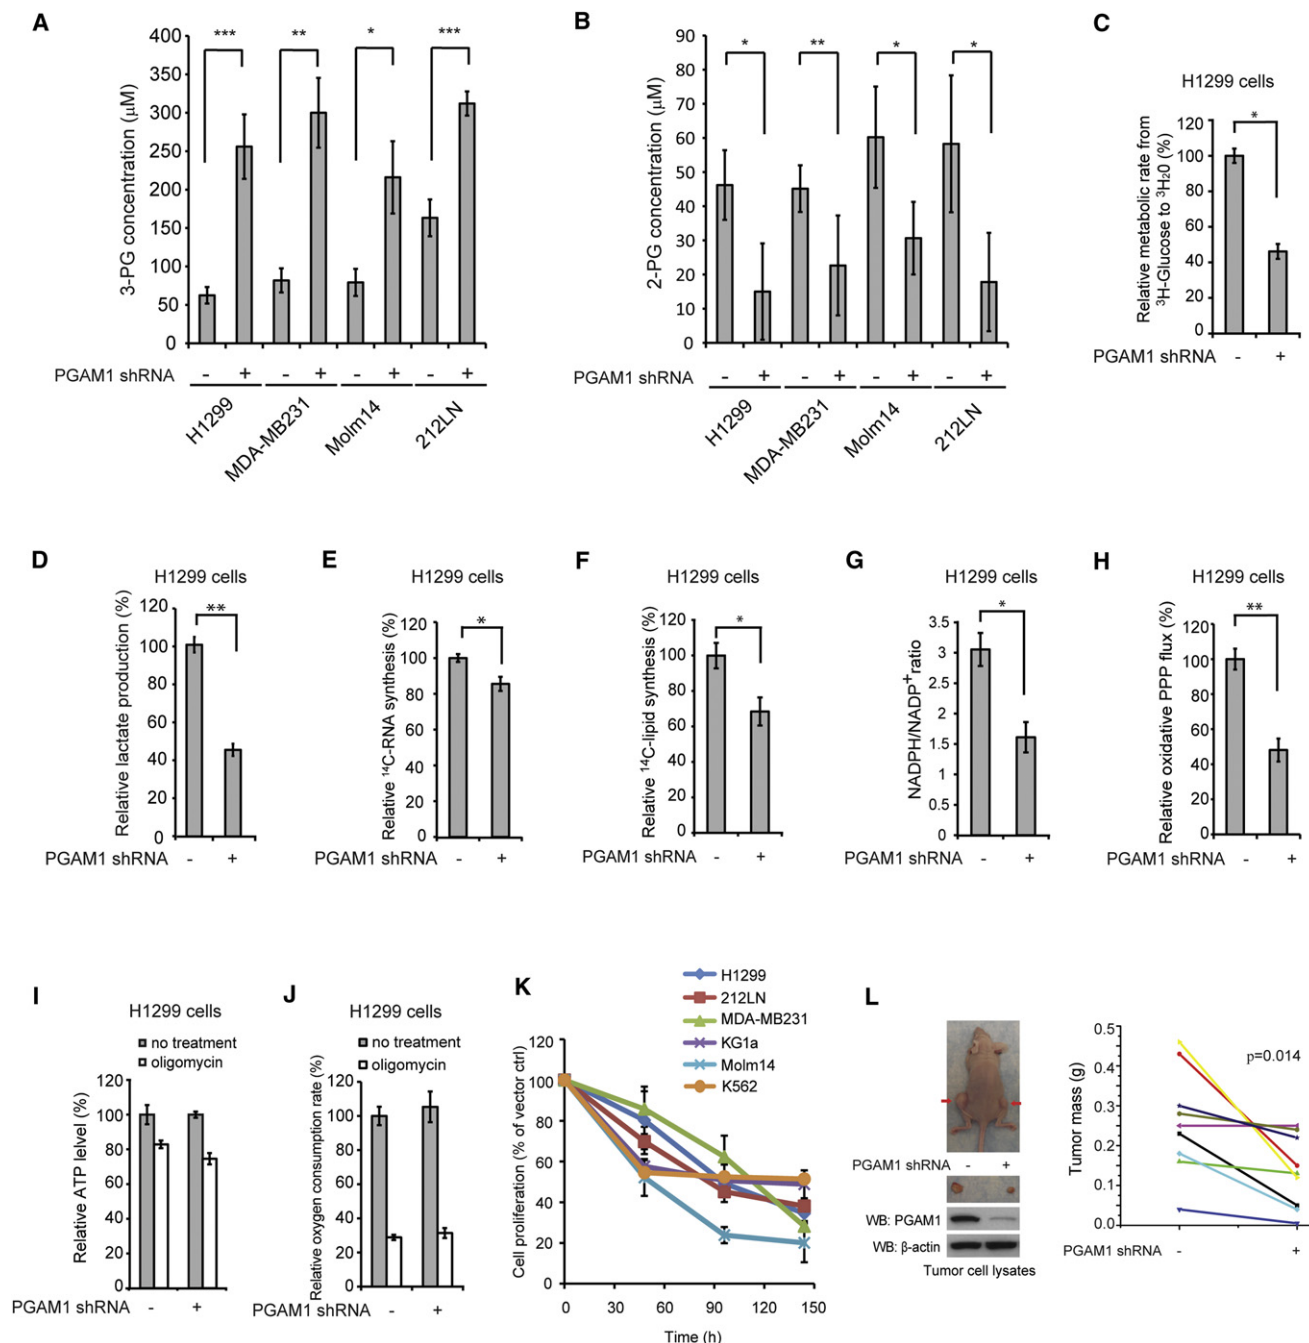 A
3-PG concentration (μM)
400
350
300
250
200
150
100
50
0
***
**
*
***
PGAM1 shRNA - + - + - + - +
H1299
MDA-MB231
Molm14
212LN
B
2-PG concentration (μM)
90
80
70
60
50
40
30
20
10
0
*
**
*
*
PGAM1 shRNA - + - + - + - +
H1299
MDA-MB231
Molm14
212LN
C
H1299 cells
Relative metabolic rate from
³H-Glucose to ³H₂0 (%)
120
100
80
60
40
20
0
*
PGAM1 shRNA - +
D
H1299 cells
Relative lactate production (%)
120
100
80
60
40
20
0
**
PGAM1 shRNA - +
E
H1299 cells
Relative ¹⁴C-RNA synthesis (%)
120
100
80
60
40
20
0
*
PGAM1 shRNA - +
F
H1299 cells
Relative ¹⁴C-lipid synthesis (%)
120
100
80
60
40
20
0
*
PGAM1 shRNA - +
G
H1299 cells
NADPH/NADP⁺ratio
3.5
3
2.5
2
1.5
1
0.5
0
*
PGAM1 shRNA - +
H
H1299 cells
Relative oxidative PPP flux (%)
120
100
80
60
40
20
0
**
PGAM1 shRNA - +
I
H1299 cells
no treatment
oligomycin
Relative ATP level (%)
120
100
80
60
40
20
0
PGAM1 shRNA - +
J
H1299 cells
no treatment
oligomycin
Relative oxygen consumption rate (%)
120
100
80
60
40
20
0
PGAM1 shRNA - +
K
H1299
212LN
MDA-MB231
KG1a
Molm14
K562
Cell proliferation (% of vector ctrl)
120
100
80
60
40
20
0
0 30 60 90 120 150
Time (h)
L
PGAM1 shRNA - +
WB: PGAM1
WB: β-actin
Tumor cell lysates
Tumor mass (g)
0.5
0.4
0.3
0.2
0.1
0.0
p=0.014
PGAM1 shRNA - +